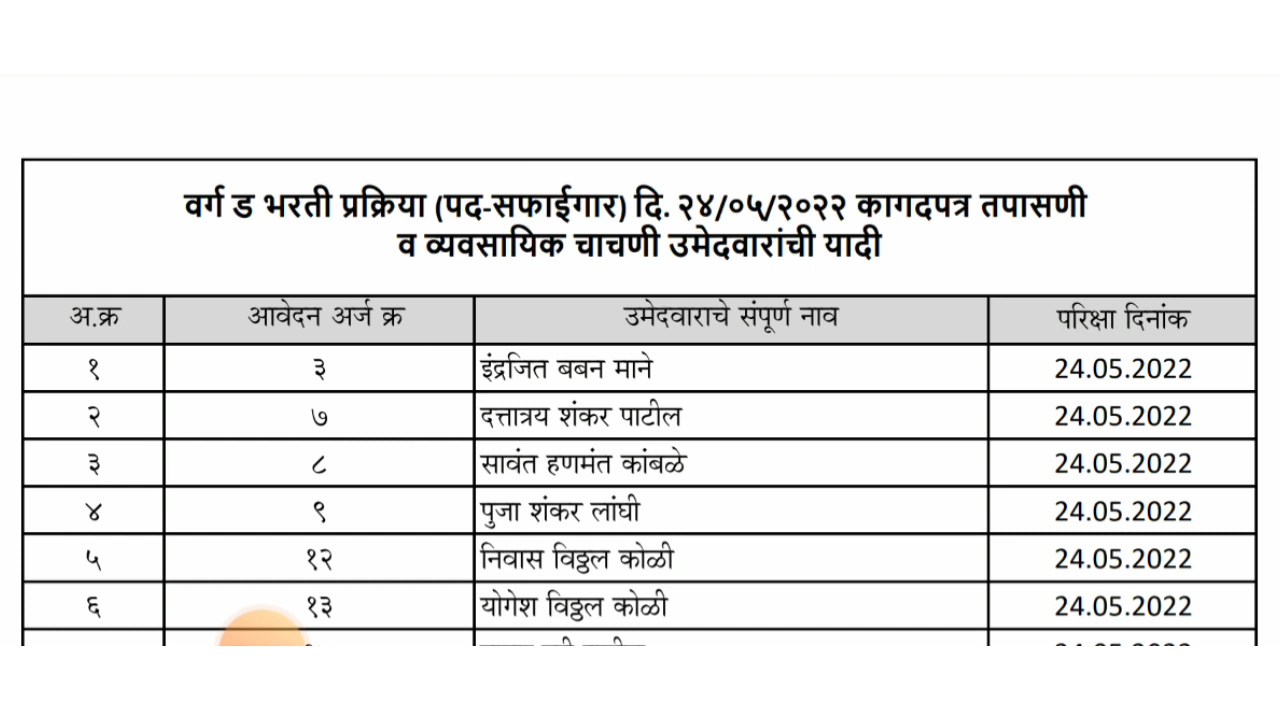 वर्ग ड भरती प्रक्रिया (पद-सफाईगार) दि. २४/०५/२०२२ कागदपत्र तपासणी
व व्यवसायिक चाचणी उमेदवारांची यादी
अ.क्र आवेदन अर्ज क्र उमेदवाराचे संपूर्ण नाव परिक्षा दिनांक
१ ३ इंद्रजित बबन माने 24.05.2022
२ ७ दत्तात्रय शंकर पाटील 24.05.2022
३ ८ सावंत हणमंत कांबळे 24.05.2022
४ ९ पुजा शंकर लांघी 24.05.2022
५ १२ निवास विठ्ठल कोळी 24.05.2022
६ १३ योगेश विठ्ठल कोळी 24.05.2022